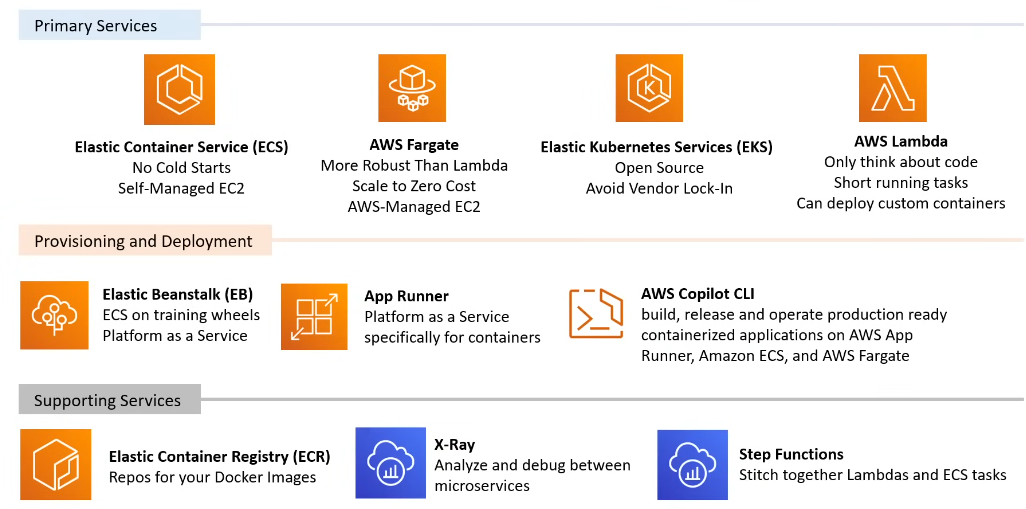 Primary Services
Elastic Container Service (ECS)
No Cold Starts
Self-Managed EC2
AWS Fargate
More Robust Than Lambda
Scale to Zero Cost
AWS-Managed EC2
K
Elastic Kubernetes Services (EKS)
Open Source
Avoid Vendor Lock-In
AWS Lambda
Only think about code
Short running tasks
Can deploy custom containers
Provisioning and Deployment
Elastic Beanstalk (EB)
ECS on training wheels
Platform as a Service
App Runner
Platform as a Service
specifically for containers
AWS Copilot CLI
build, release and operate production ready
containerized applications on AWS App
Runner, Amazon ECS, and AWS Fargate
Supporting Services
Elastic Container Registry (ECR)
Repos for your Docker Images
X-Ray
Analyze and debug between
microservices
Step Functions
Stitch together Lambdas and ECS tasks